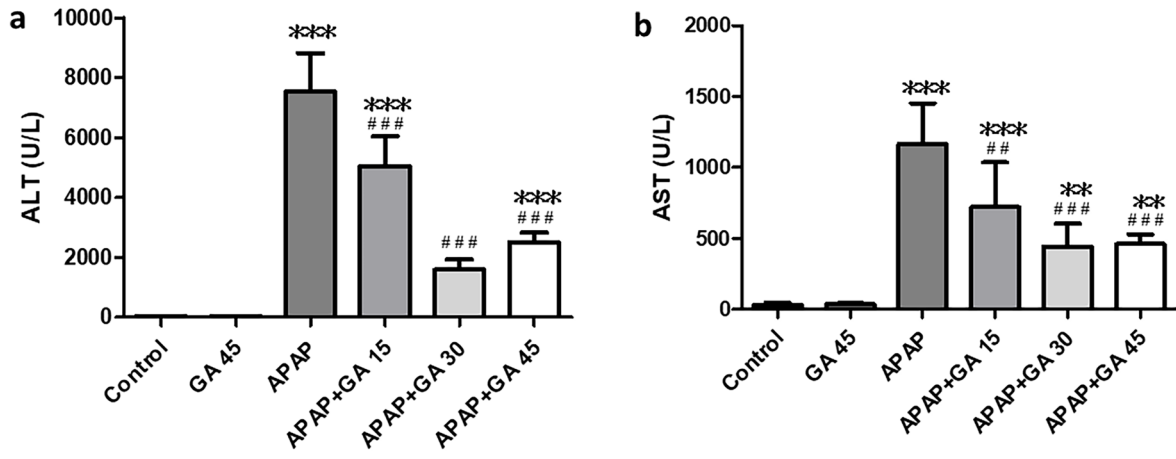 a
ALT (U/L)
10000
8000
6000
4000
2000
0
***
***
###
###
***
###
Control
GA 45
APAP
APAP+GA 15
APAP+GA 30
APAP+GA 45
b
AST (U/L)
2000
1500
1000
500
0
***
***
##
**
###
**
###
Control
GA 45
APAP
APAP+GA 15
APAP+GA 30
APAP+GA 45